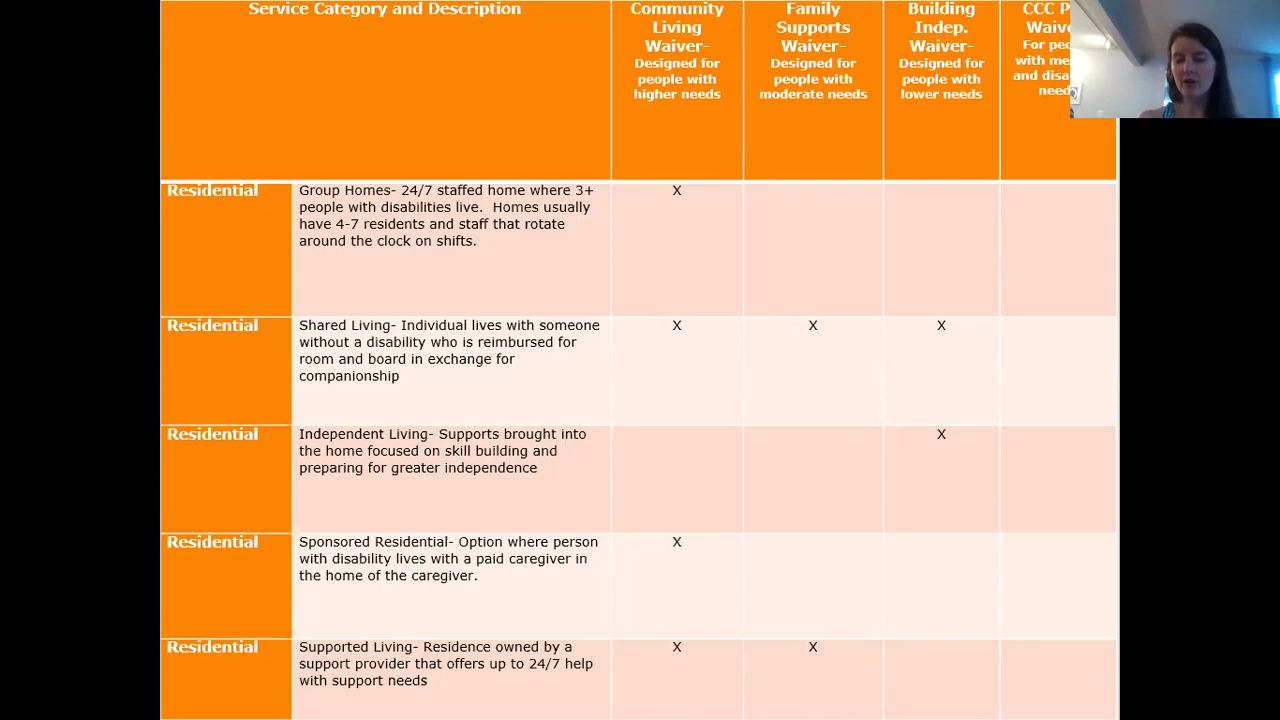 Service Category and Description
Community
Living
Waiver-
Designed for
people with
higher needs
Family
Supports
Waiver-
Designed for
people with
moderate needs
Building
Indep.
Waiver-
Designed for
people with
lower needs
CCC
For
with
and
Residential
Group Homes- 24/7 staffed home where 3+
people with disabilities live.  Homes usually
have 4-7 residents and staff that rotate
around the clock on shifts.
X
Residential
Shared Living- Individual lives with someone
without a disability who is reimbursed for
room and board in exchange for
companionship
X
X
X
Residential
Independent Living- Supports brought into
the home focused on skill building and
preparing for greater independence
X
Residential
Sponsored Residential- Option where person
with disability lives with a paid caregiver in
the home of the caregiver.
X
Residential
Supported Living- Residence owned by a
support provider that offers up to 24/7 help
with support needs
X
X